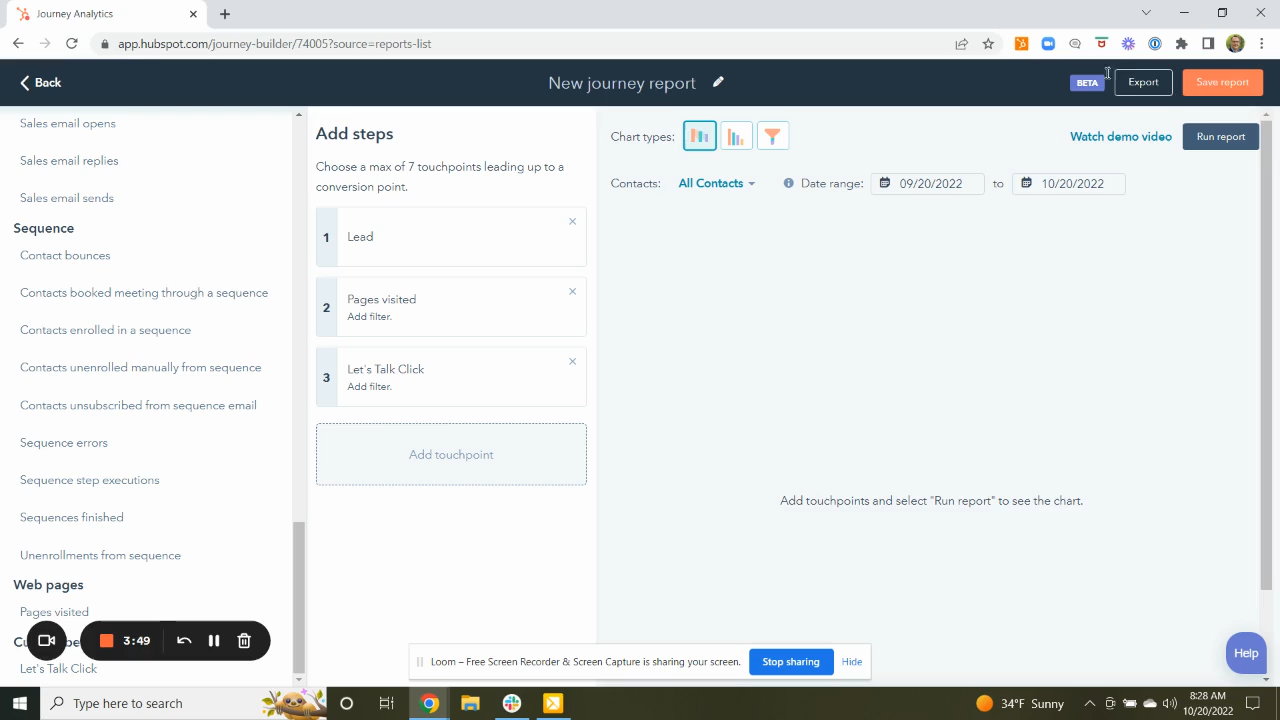 Journey Analytics
app.hubspot.com/journey-builder/74005?source=reports-list
Back
New journey report
BETA
Export
Save report
Sales email opens
Sales email replies
Sales email sends
Sequence
Contact bounces
Contacts booked meeting through a sequence
Contacts enrolled in a sequence
Contacts unenrolled manually from sequence
Contacts unsubscribed from sequence email
Sequence errors
Sequence step executions
Sequences finished
Unenrollments from sequence
Web pages
Pages visited
Let's Talk Click
3:49
Add steps
Choose a max of 7 touchpoints leading up to a
conversion point.
1 Lead
2 Pages visited
Add filter.
3 Let's Talk Click
Add filter.
Add touchpoint
Chart types:
Watch demo video
Run report
Contacts: All Contacts
Date range: 09/20/2022 to 10/20/2022
Add touchpoints and select "Run report" to see the chart.
Loom – Free Screen Recorder & Screen Capture is sharing your screen.
Stop sharing
Hide
Help
Type here to search
34°F Sunny
8:28 AM
10/20/2022